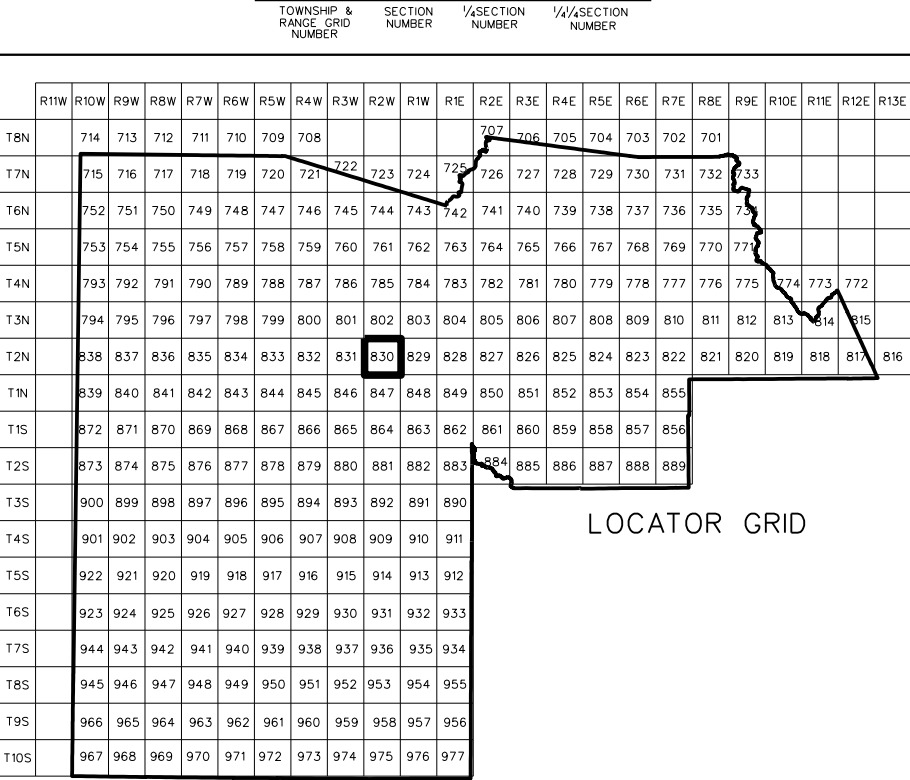 TOWNSHIP & SECTION ¼SECTION ¼¼SECTION
RANGE GRID NUMBER NUMBER NUMBER
NUMBER
R11W R10W R9W R8W R7W R6W R5W R4W R3W R2W R1W R1E R2E R3E R4E R5E R6E R7E R8E R9E R10E R11E R12E R13E
T8N 714 713 712 711 710 709 708 707 706 705 704 703 702 701
T7N 715 716 717 718 719 720 721 722 723 724 725 726 727 728 729 730 731 732 733
T6N 752 751 750 749 748 747 746 745 744 743 742 741 740 739 738 737 736 735 734
T5N 753 754 755 756 757 758 759 760 761 762 763 764 765 766 767 768 769 770 771
T4N 793 792 791 790 789 788 787 786 785 784 783 782 781 780 779 778 777 776 775 774 773 772
T3N 794 795 796 797 798 799 800 801 802 803 804 805 806 807 808 809 810 811 812 813 814 815
T2N 838 837 836 835 834 833 832 831 830 829 828 827 826 825 824 823 822 821 820 819 818 817 816
T1N 839 840 841 842 843 844 845 846 847 848 849 850 851 852 853 854 855
T1S 872 871 870 869 868 867 866 865 864 863 862 861 860 859 858 857 856
T2S 873 874 875 876 877 878 879 880 881 882 883 884 885 886 887 888 889
T3S 900 899 898 897 896 895 894 893 892 891 890
LOCATOR GRID
T4S 901 902 903 904 905 906 907 908 909 910 911
T5S 922 921 920 919 918 917 916 915 914 913 912
T6S 923 924 925 926 927 928 929 930 931 932 933
T7S 944 943 942 941 940 939 938 937 936 935 934
T8S 945 946 947 948 949 950 951 952 953 954 955
T9S 966 965 964 963 962 961 960 959 958 957 956
T10S 967 968 969 970 971 972 973 974 975 976 977